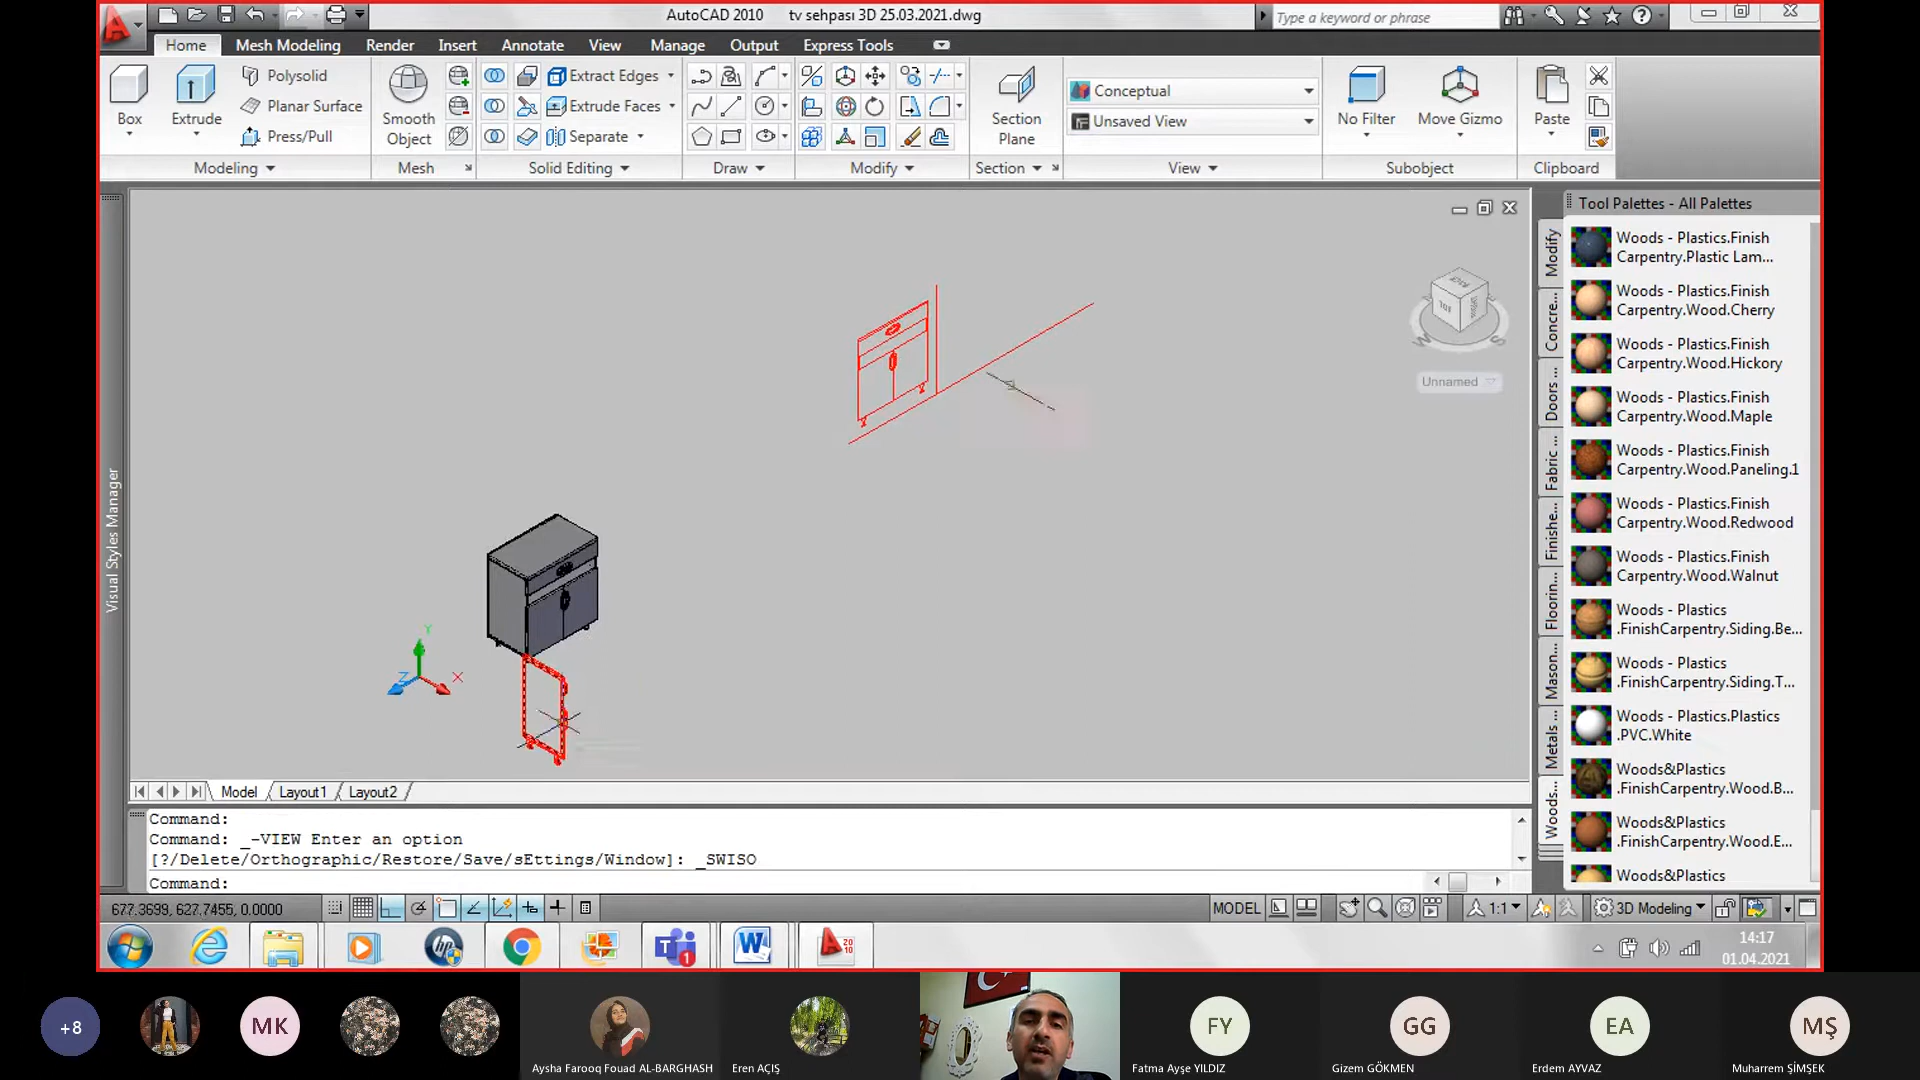 AutoCAD 2010 tv sehpası 3D 25.03.2021.dwg
Type a keyword or phrase
Home Mesh Modeling Render Insert Annotate View Manage Output Express Tools
Box
Extrude
Polysolid
Planar Surface
Press/Pull
Smooth
Object
Extract Edges
Extrude Faces
Separate
Section
Plane
Conceptual
Unsaved View
No Filter
Move Gizmo
Paste
Modeling Mesh Solid Editing Draw Modify Section View Subobject Clipboard
Visual Styles Manager
Unnamed
Y
Z
X
W
S
Tool Palettes - All Palettes
Modify
Concre...
Doors ...
Fabric ...
Finishe...
Floorin...
Mason...
Metals ...
Woods...
Woods - Plastics.Finish
Carpentry.Plastic Lam...
Woods - Plastics.Finish
Carpentry.Wood.Cherry
Woods - Plastics.Finish
Carpentry.Wood.Hickory
Woods - Plastics.Finish
Carpentry.Wood.Maple
Woods - Plastics.Finish
Carpentry.Wood.Paneling.1
Woods - Plastics.Finish
Carpentry.Wood.Redwood
Woods - Plastics.Finish
Carpentry.Wood.Walnut
Woods - Plastics
.FinishCarpentry.Siding.Be...
Woods - Plastics
.FinishCarpentry.Siding.T...
Woods - Plastics.Plastics
.PVC.White
Woods&Plastics
.FinishCarpentry.Wood.B...
Woods&Plastics
.FinishCarpentry.Wood.E...
Woods&Plastics
Model Layout1 Layout2
Command:
Command: _-VIEW Enter an option
[?/Delete/Orthographic/Restore/Save/sEttings/Window]: _SWISO
Command:
677.3699, 627.7455, 0.0000
MODEL
1:1
3D Modeling
14:17
01.04.2021
+8
MK
Aysha Farooq Fouad AL-BARGHASH
Eren AÇIŞ
FY
Fatma Ayşe YILDIZ
GG
Gizem GÖKMEN
EA
Erdem AYVAZ
MŞ
Muharrem ŞİMŞEK